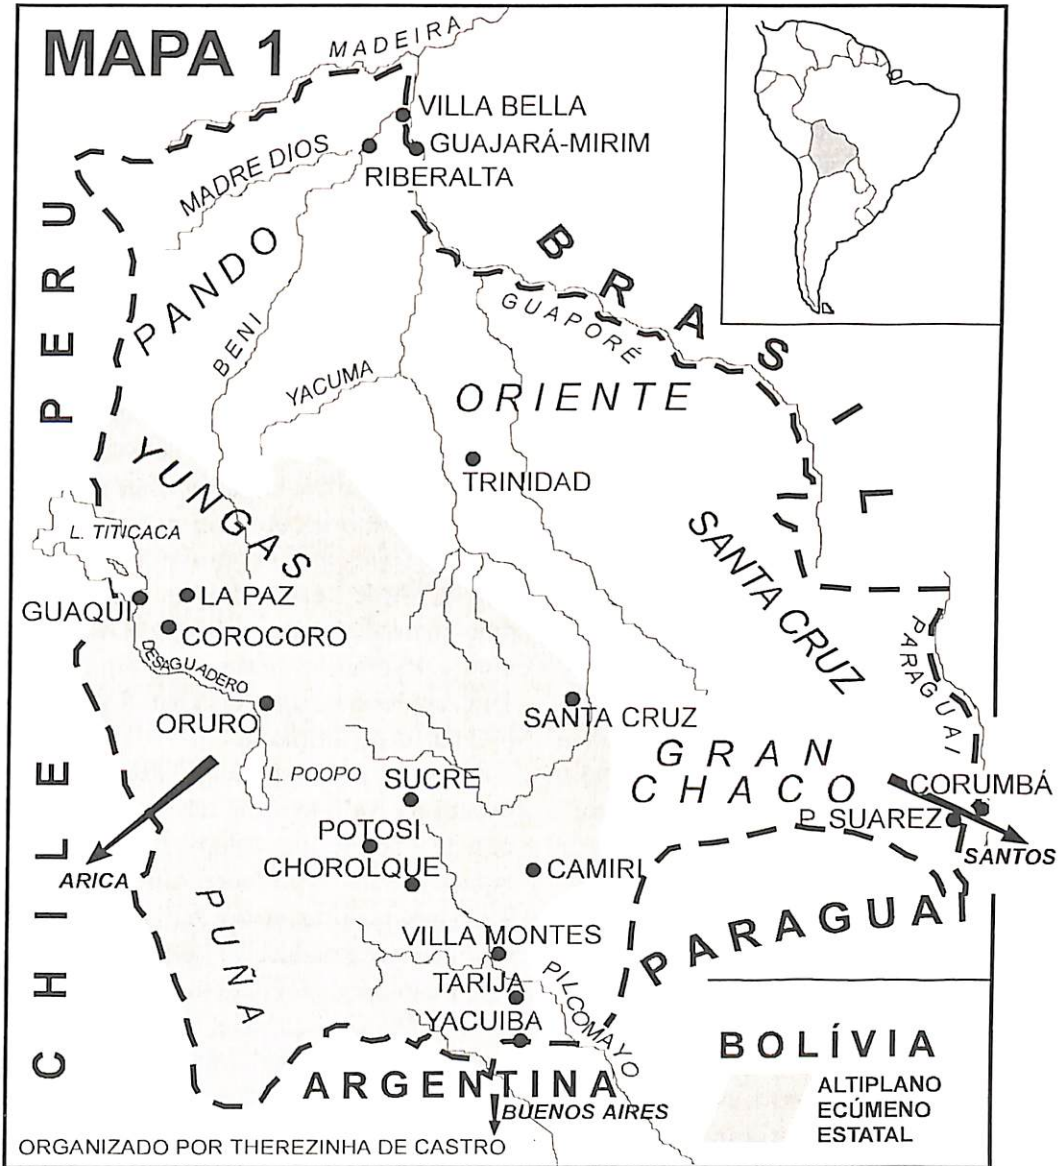 MAPA 1
MADEIRA
VILLA BELLA
GUAJARÁ-MIRIM
MADRE DIOS
RIBERALTA
PERU
PANDO
BRASIL
GUAPORÉ
BENI
YACUMA
ORIENTE
YUNGAS
TRINIDAD
L. TITICACA
SANTA CRUZ
GUAQUI
LA PAZ
COROCORO
DESAGUADERO
PARAGUAI
ORURO
SANTA CRUZ
L. POOPO
GRAN
CHACO
SUCRE
CORUMBÁ
P. SUAREZ
POTOSI
SANTOS
CHOROLQUE
CAMIRI
ARICA
CHILE
PUÑA
PARAGUAI
VILLA MONTES
TARIJA
PILCOMAYO
YACUIBA
ARGENTINA
BUENOS AIRES
BOLÍVIA
ALTIPLANO
ECÚMENO
ESTATAL
ORGANIZADO POR THEREZINHA DE CASTRO